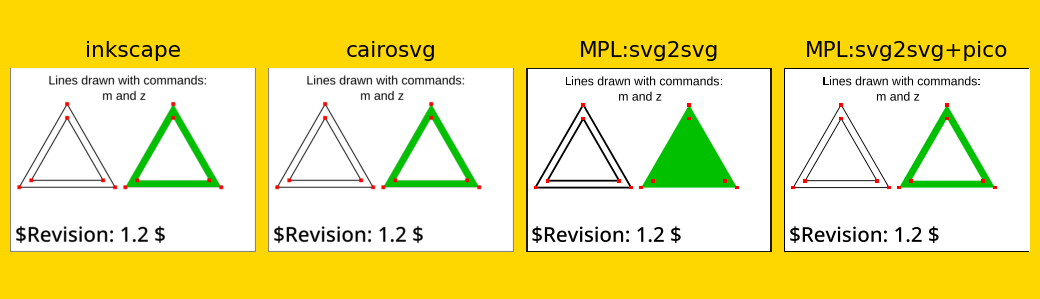 inkscape
Lines drawn with commands:
m and z
$Revision: 1.2 $
cairosvg
Lines drawn with commands:
m and z
$Revision: 1.2 $
MPL:svg2svg
Lines drawn with commands:
m and z
$Revision: 1.2 $
MPL:svg2svg+pico
Lines drawn with commands:
m and z
$Revision: 1.2 $